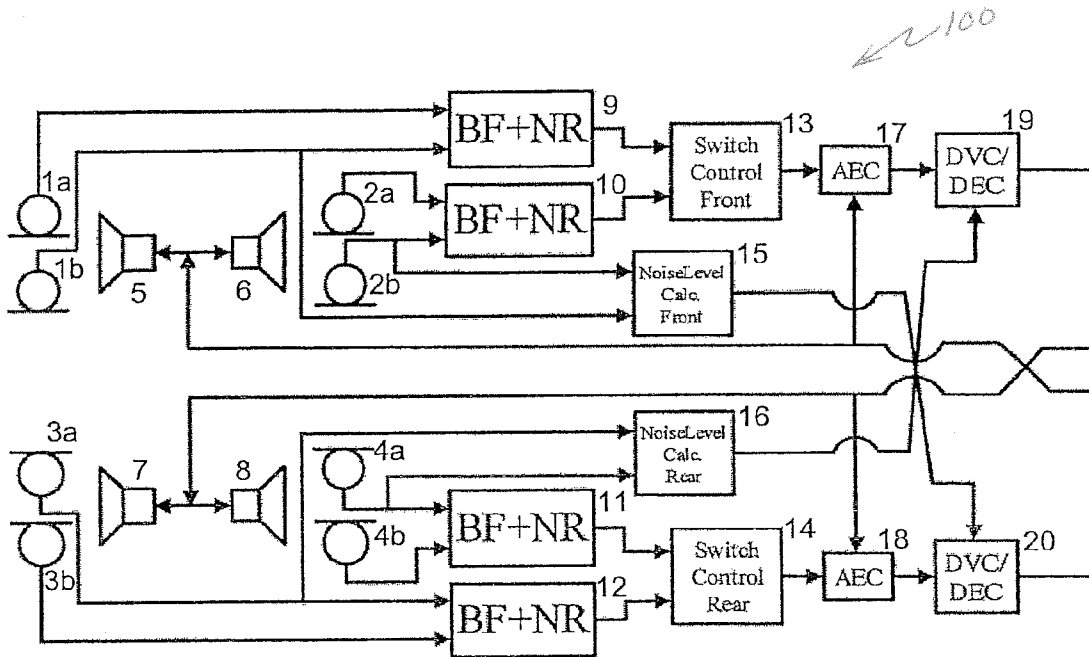 100
1a
1b
5
6
2a
2b
BF+NR
9
BF+NR
10
Switch
Control
Front
13
AEC
17
DVC/
DEC
19
NoiseLevel
Calc.
Front
15
3a
3b
7
8
4a
4b
NoiseLevel
Calc.
Rear
16
BF+NR
11
BF+NR
12
Switch
Control
Rear
14
AEC
18
DVC/
DEC
20